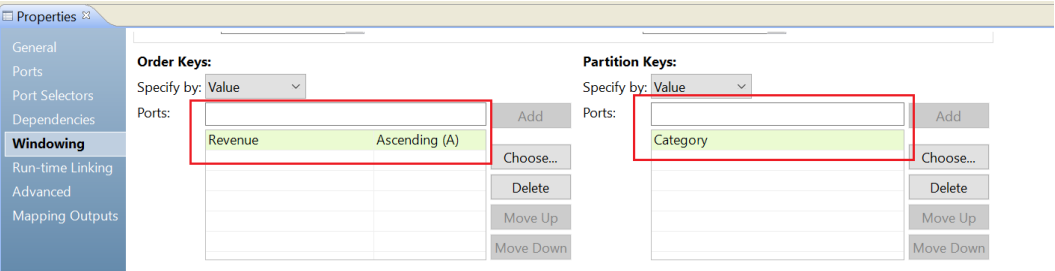 Properties
General
Ports
Port Selectors
Dependencies
Windowing
Run-time Linking
Advanced
Mapping Outputs
Order Keys:
Specify by: Value
Ports:
Add
Revenue Ascending (A)
Choose...
Delete
Move Up
Move Down
Partition Keys:
Specify by: Value
Ports:
Add
Category
Choose...
Delete
Move Up
Move Down